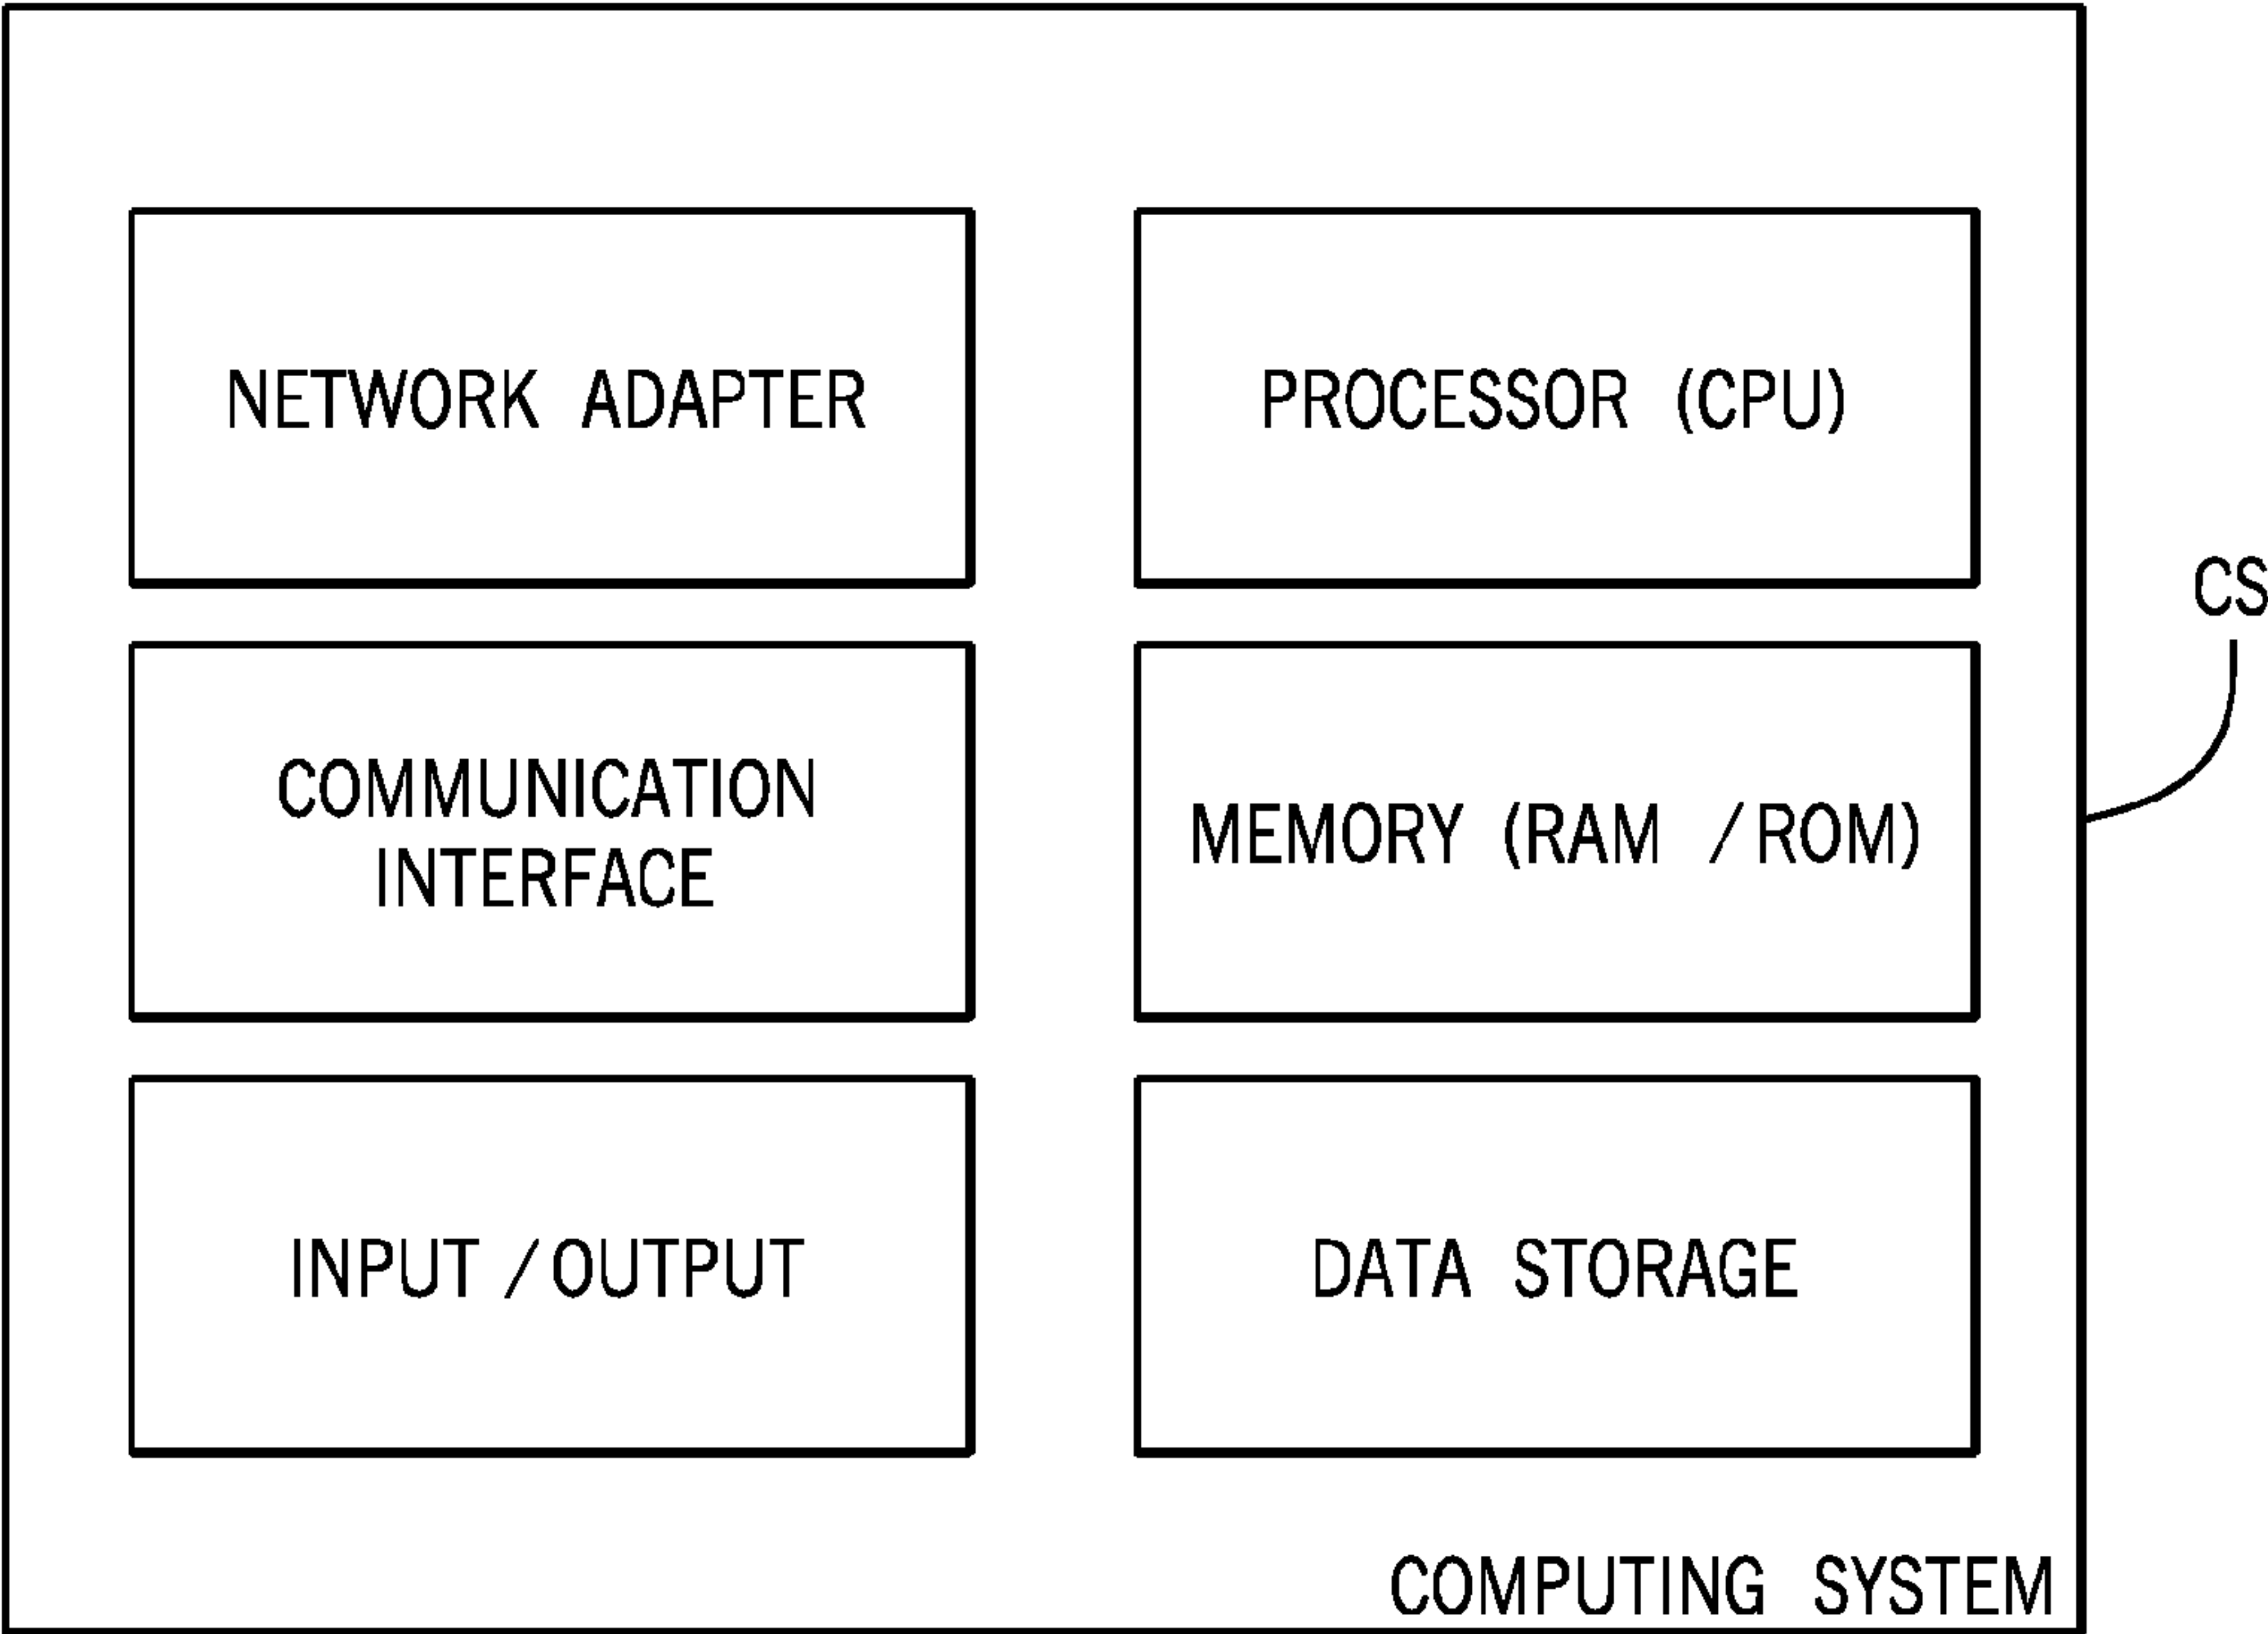 NETWORK ADAPTER
PROCESSOR (CPU)
CS
COMMUNICATION
INTERFACE
MEMORY (RAM /ROM)
INPUT /OUTPUT
DATA STORAGE
COMPUTING SYSTEM